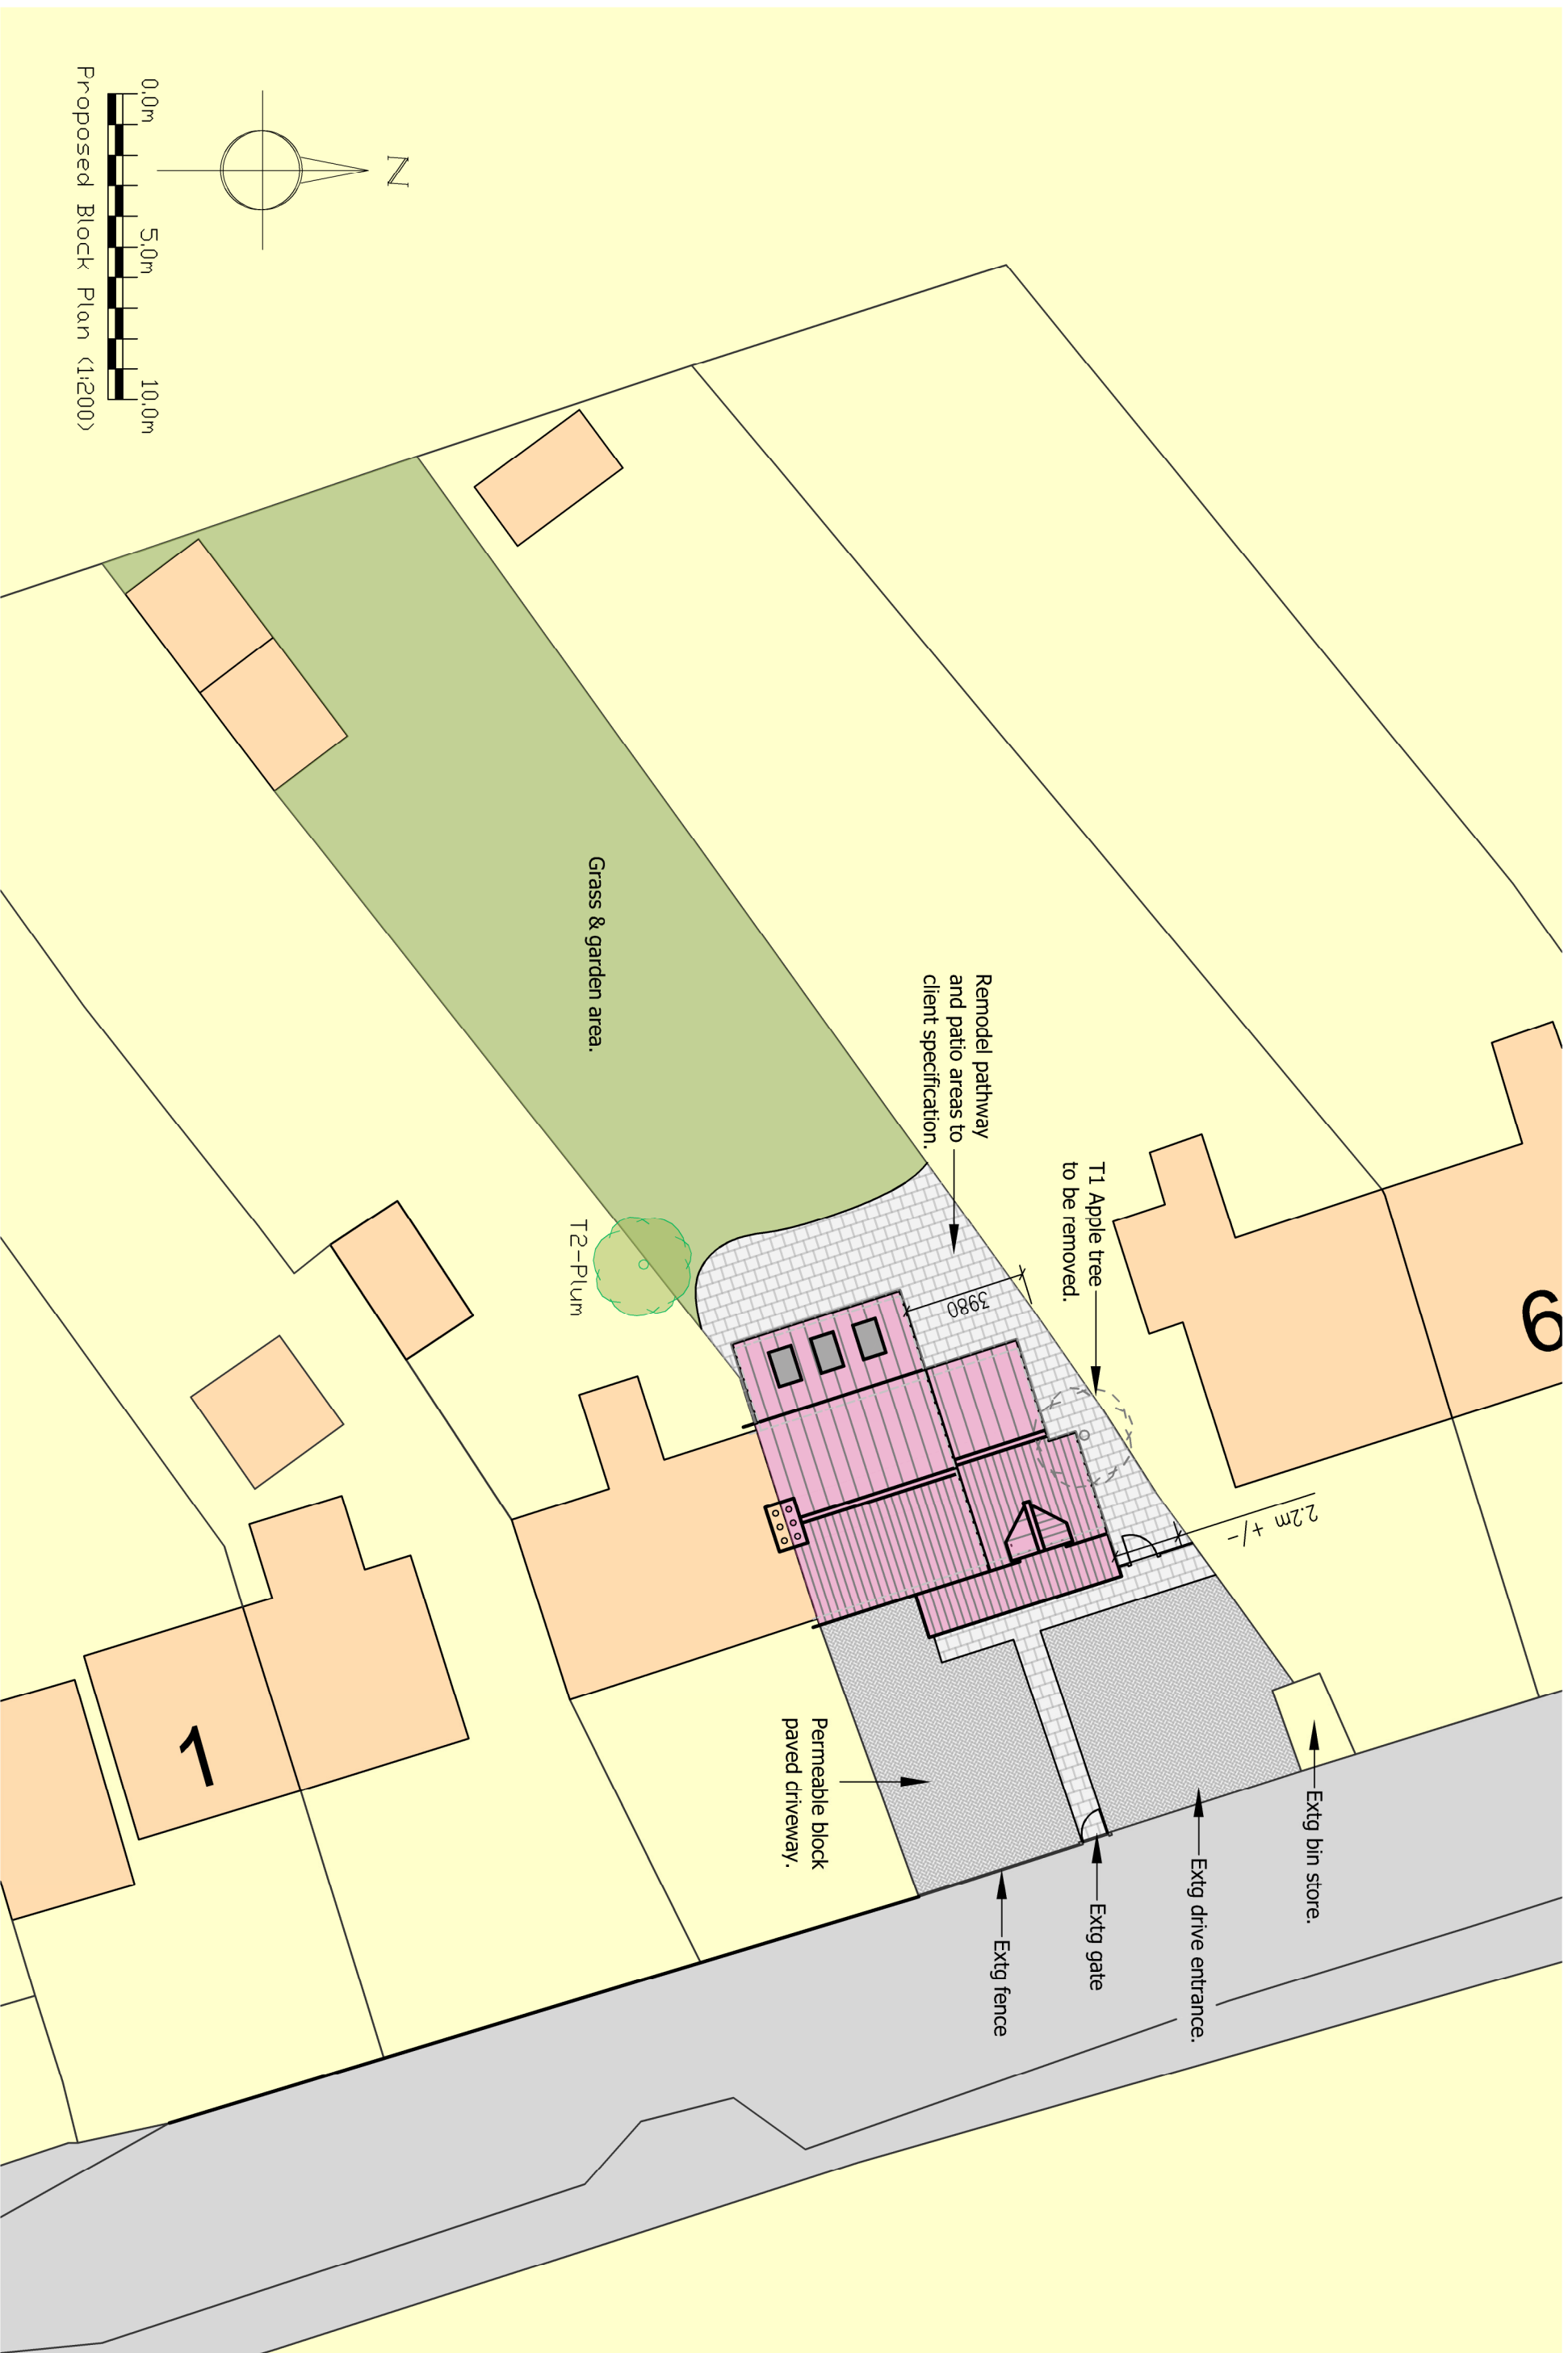 N
0.0m 5.0m 10.0m
Proposed Block Plan (1:200)
6
T1 Apple tree
to be removed.
Remodel pathway
and patio areas to
client specification.
3980
2.2m +/-
Extg bin store.
Extg drive entrance.
Extg gate
Extg fence
Permeable block
paved driveway.
Grass & garden area.
T2-Plum
1